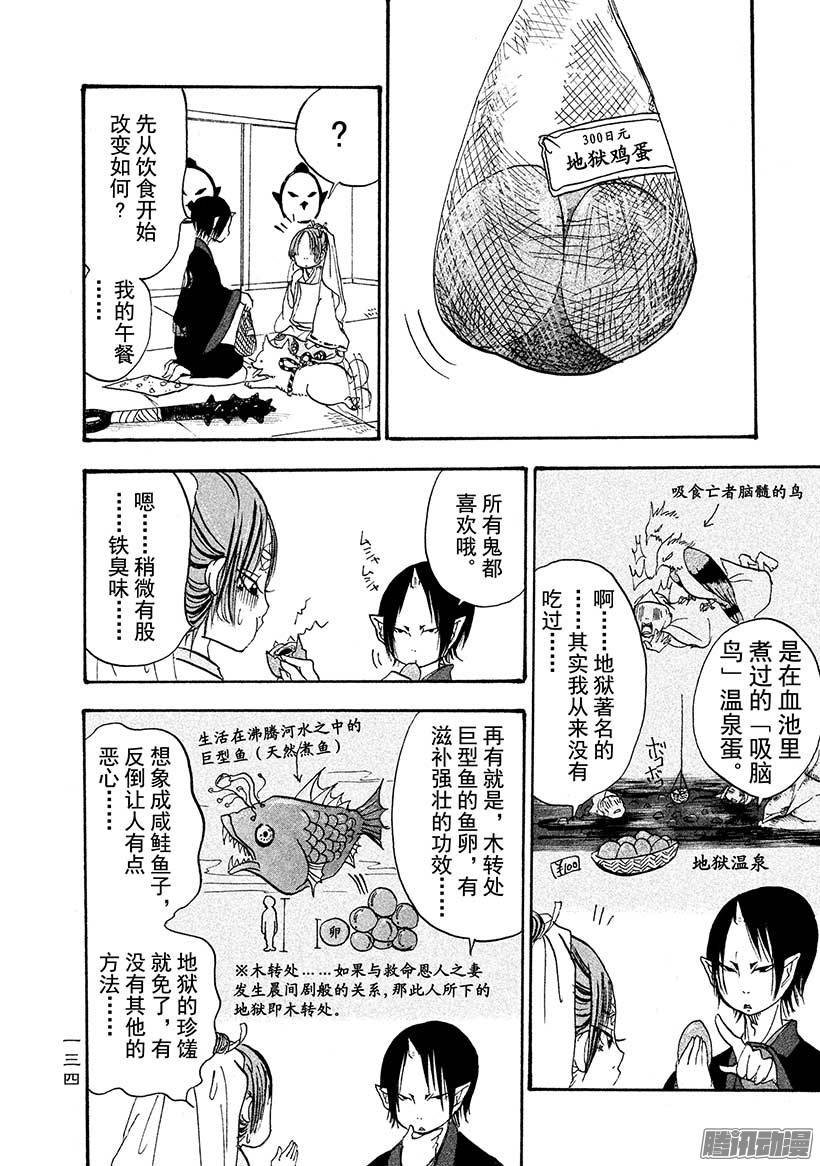 300日元
地狱鸡蛋
？
先从饮食开始
改变如何？
我的午餐
……
吸食亡者脑髓的鸟
是在血池里
煮过的「吸脑
鸟」温泉蛋。
啊……地狱著名的
……其实我从来没有
吃过……
ボコボコ
地狱温泉
¥100
所有鬼都
喜欢哦。
ムミャムミャ
嗯……稍微有股
……铁臭味……
再有就是，木转处
巨型鱼的鱼卵，有
滋补强壮的功效……
生活在沸腾河水之中的
巨型鱼（天然煮鱼）
卵
※木转处……如果与救命恩人之妻
发生晨间剧般的关系，那此人所下的
地狱即木转处。
想象成咸鲑鱼子，
反倒让人有点
恶心……
地狱的珍馐
就免了，有
没有其他的
方法……
一三四
腾讯动漫